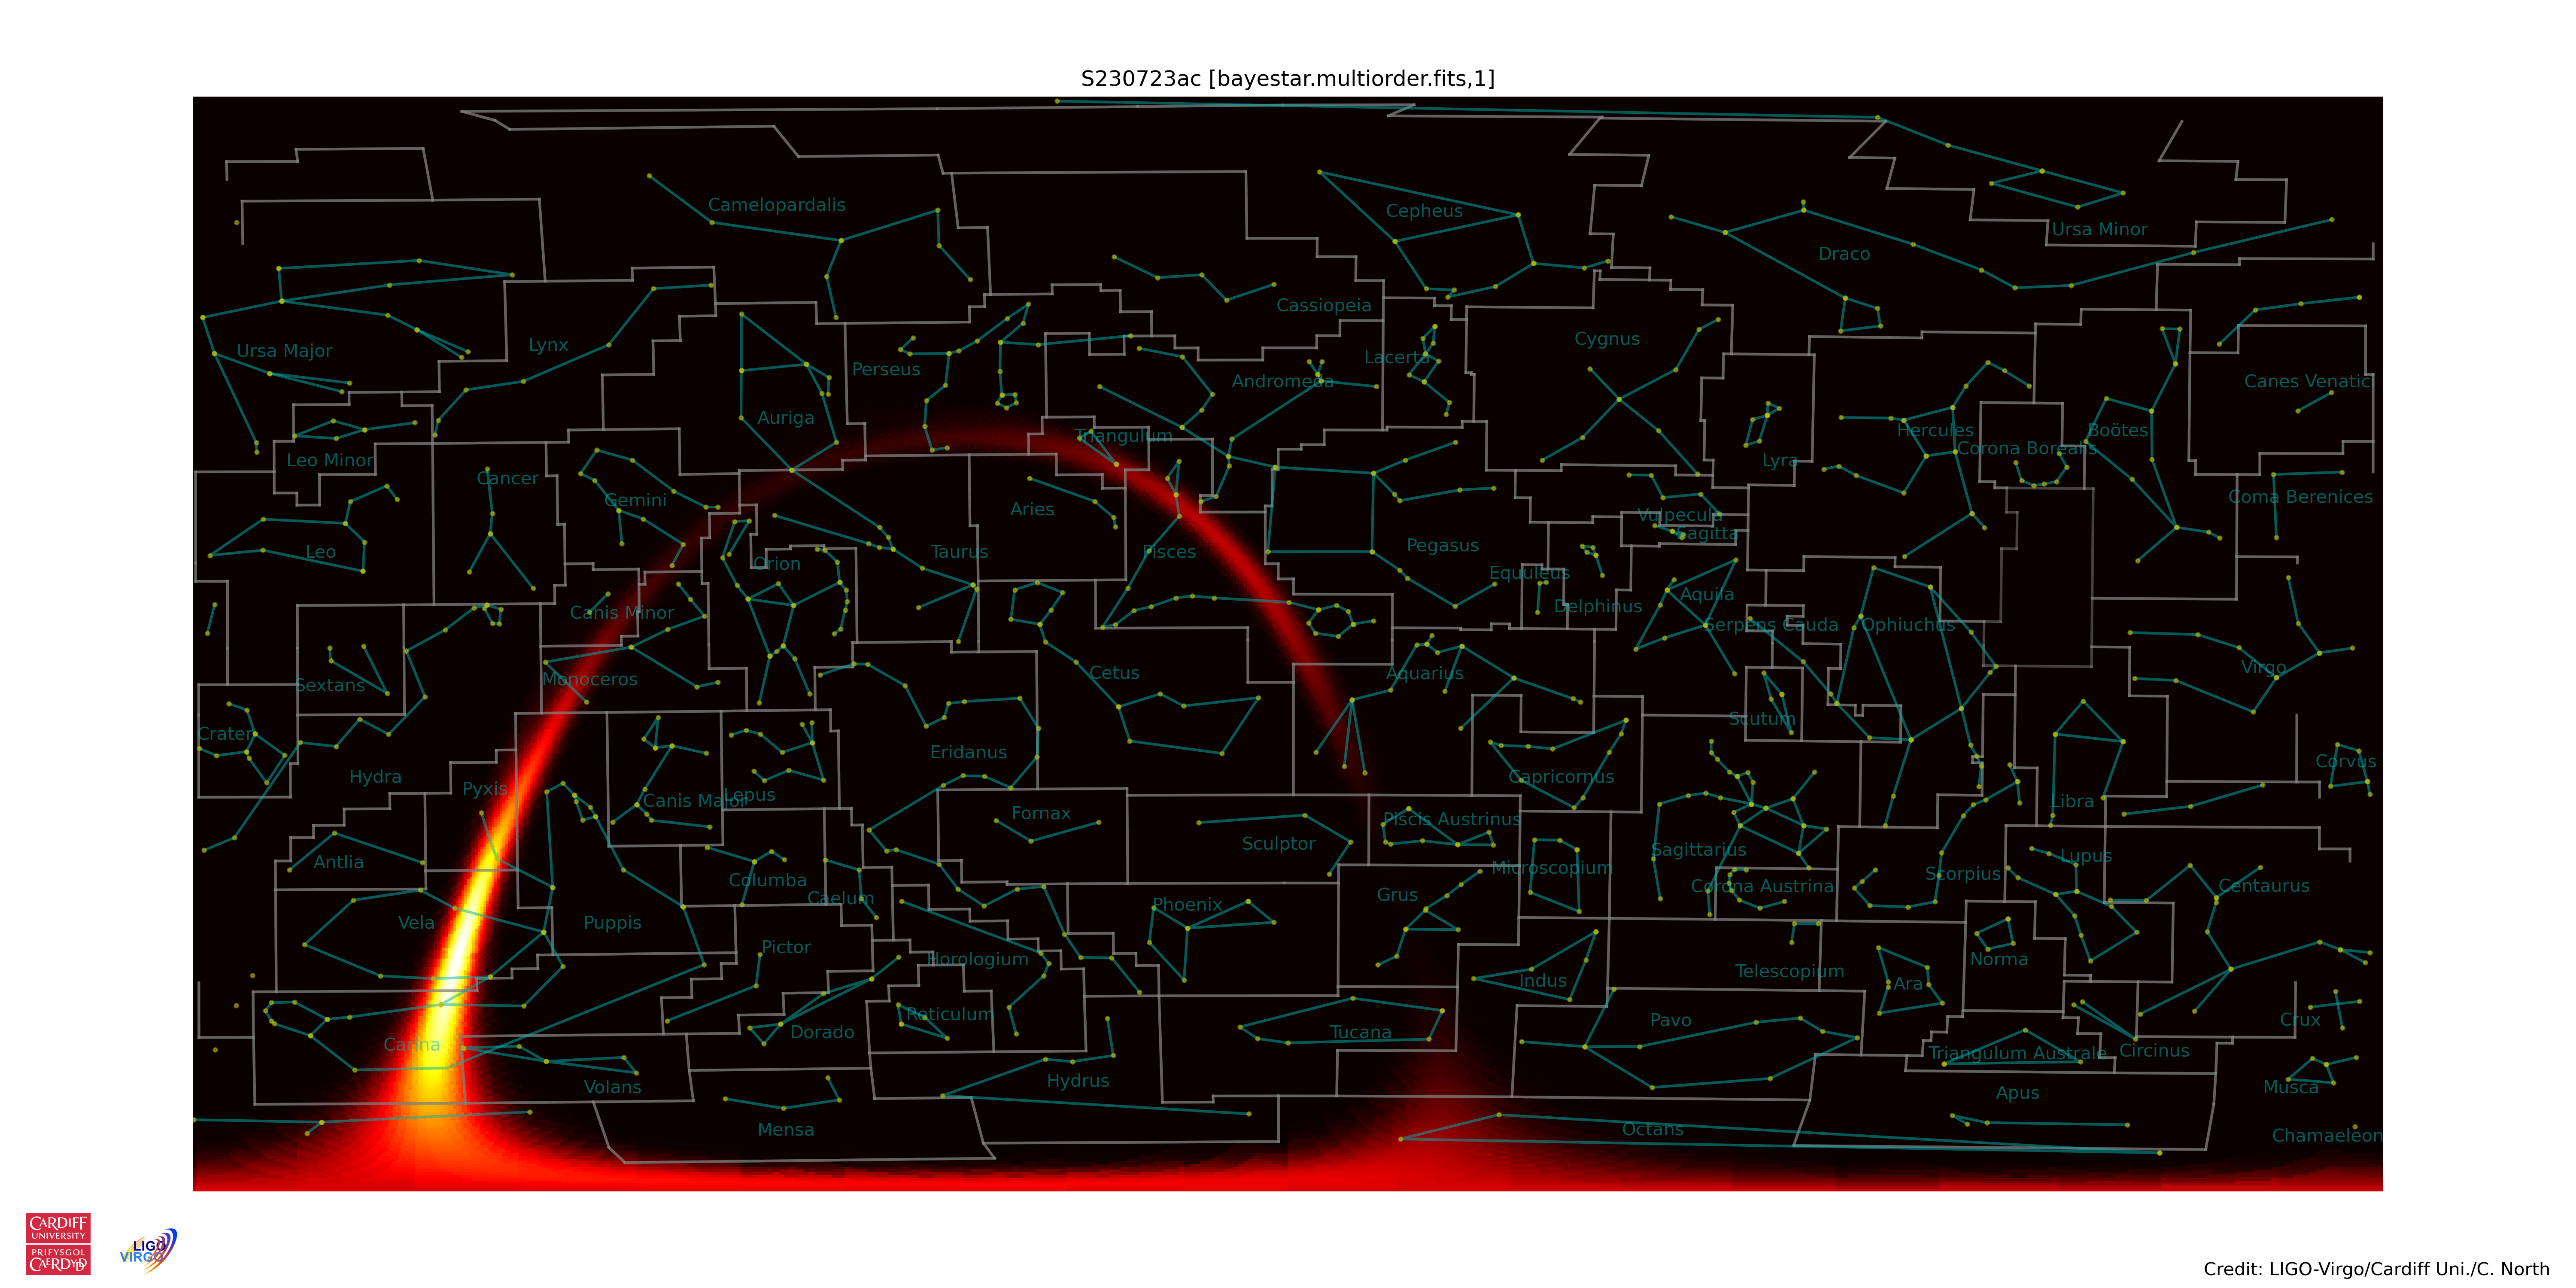 S230723ac [bayestar.multiorder.fits,1]
Camelopardalis
Cepheus
Ursa Minor
Draco
Cassiopeia
Ursa Major
Lynx
Cygnus
Lacerta
Perseus
Andromeda
Canes Venatici
Auriga
Triangulum
Hercules
Boötes
Corona Borealis
Leo Minor
Lyra
Cancer
Gemini
Coma Berenices
Aries
Vulpecula
Sagitta
Leo
Taurus
Pisces
Pegasus
Orion
Equuleus
Aquila
Delphinus
Canis Minor
Serpens Cauda
Ophiuchus
Virgo
Cetus
Aquarius
Monoceros
Sextans
Scutum
Crater
Eridanus
Corvus
Hydra
Capricornus
Pyxis
Lepus
Canis Major
Libra
Fornax
Piscis Austrinus
Sculptor
Sagittarius
Lupus
Antlia
Microscopium
Scorpius
Columba
Corona Austrina
Centaurus
Grus
Caelum
Phoenix
Vela
Puppis
Pictor
Horologium
Norma
Telescopium
Indus
Ara
Reticulum
Pavo
Crux
Dorado
Tucana
Carina
Circinus
Triangulum Australe
Hydrus
Volans
Musca
Apus
Mensa
Octans
Chamaeleon
CARDIFF
UNIVERSITY
PRIFYSGOL
CAERDYDD
LIGO
VIRGO
Credit: LIGO-Virgo/Cardiff Uni./C. North